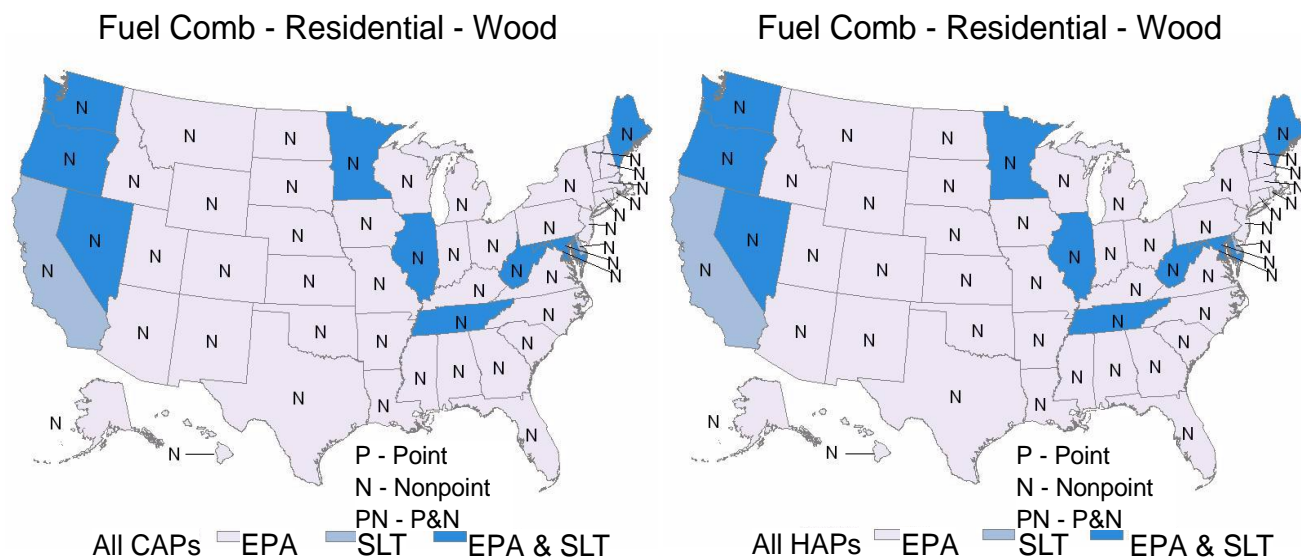 Fuel Comb - Residential - Wood
N N N N N
N N N N N N N N N N N
N N N N N
N N N N N N N N N
N N N N N N
N N N N N N N
N N N N N
N N N
P - Point
N - Nonpoint
PN - P&N
All CAPs EPA SLT EPA & SLT
Fuel Comb - Residential - Wood
N N N N N
N N N N N N N N N N N
N N N N N
N N N N N N N N N
N N N N N N
N N N N N N N
N N N N N
N N N
P - Point
N - Nonpoint
PN - P&N
All HAPs EPA SLT EPA & SLT